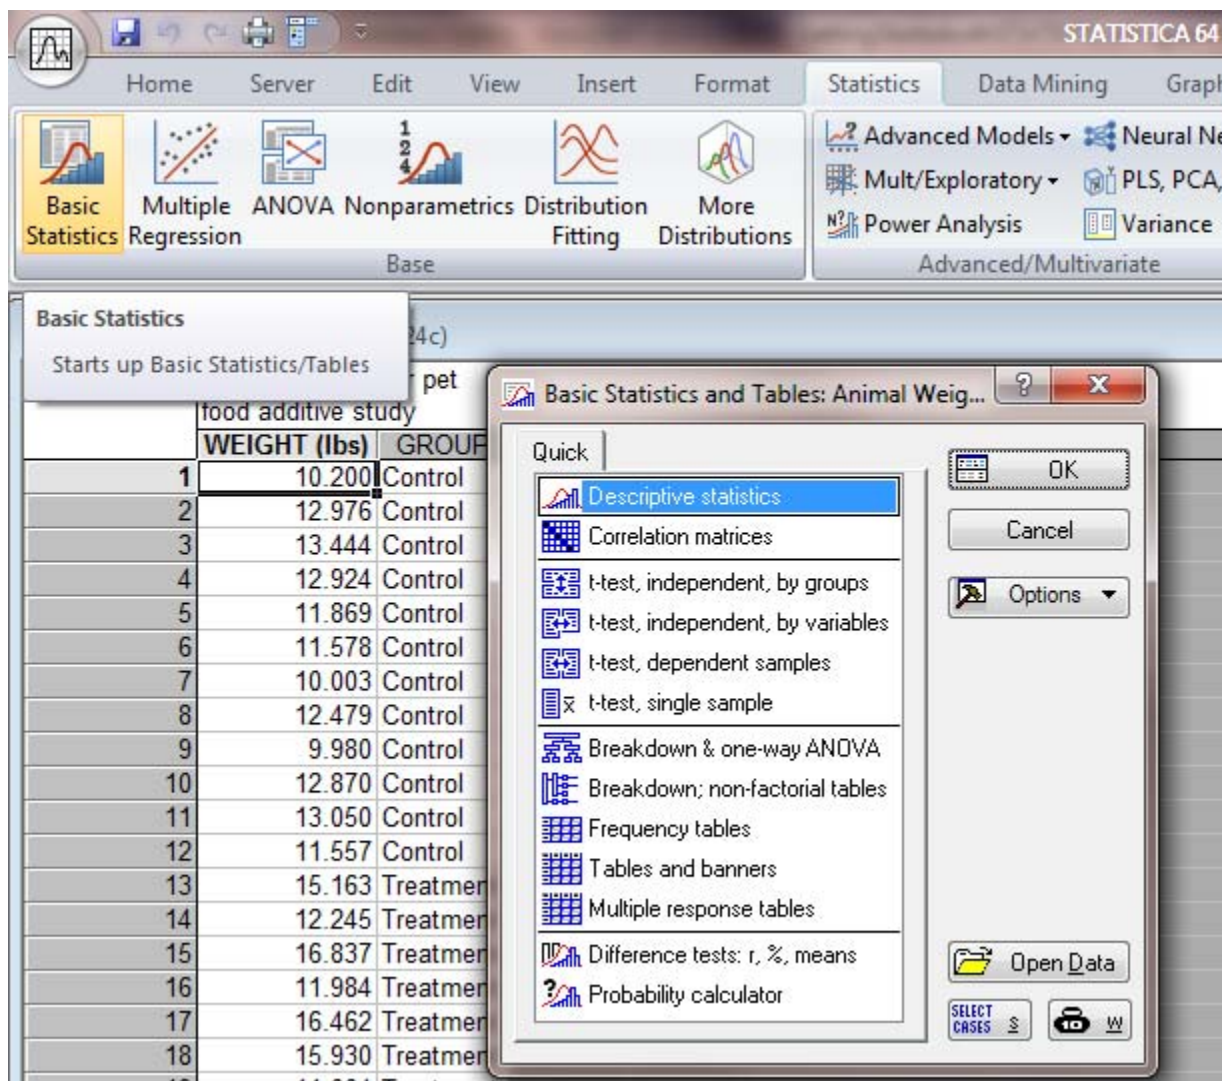 STATISTICA 64
Home Server Edit View Insert Format Statistics Data Mining Graph
Basic Statistics
Multiple Regression
ANOVA
Nonparametrics
Distribution Fitting
More Distributions
Base
Advanced Models
Mult/Exploratory
Power Analysis
Neural Ne
PLS, PCA,
Variance
Advanced/Multivariate
Basic Statistics
Starts up Basic Statistics/Tables
24c)
pet
food additive study
WEIGHT (lbs) GROUP
1 10.200 Control
2 12.976 Control
3 13.444 Control
4 12.924 Control
5 11.869 Control
6 11.578 Control
7 10.003 Control
8 12.479 Control
9 9.980 Control
10 12.870 Control
11 13.050 Control
12 11.557 Control
13 15.163 Treatmen
14 12.245 Treatmen
15 16.837 Treatmen
16 11.984 Treatmen
17 16.462 Treatmen
18 15.930 Treatmen
Basic Statistics and Tables: Animal Weig...
Quick
Descriptive statistics
Correlation matrices
t-test, independent, by groups
t-test, independent, by variables
t-test, dependent samples
t-test, single sample
Breakdown & one-way ANOVA
Breakdown; non-factorial tables
Frequency tables
Tables and banners
Multiple response tables
Difference tests: r, %, means
Probability calculator
OK
Cancel
Options
Open Data
SELECT CASES S
W